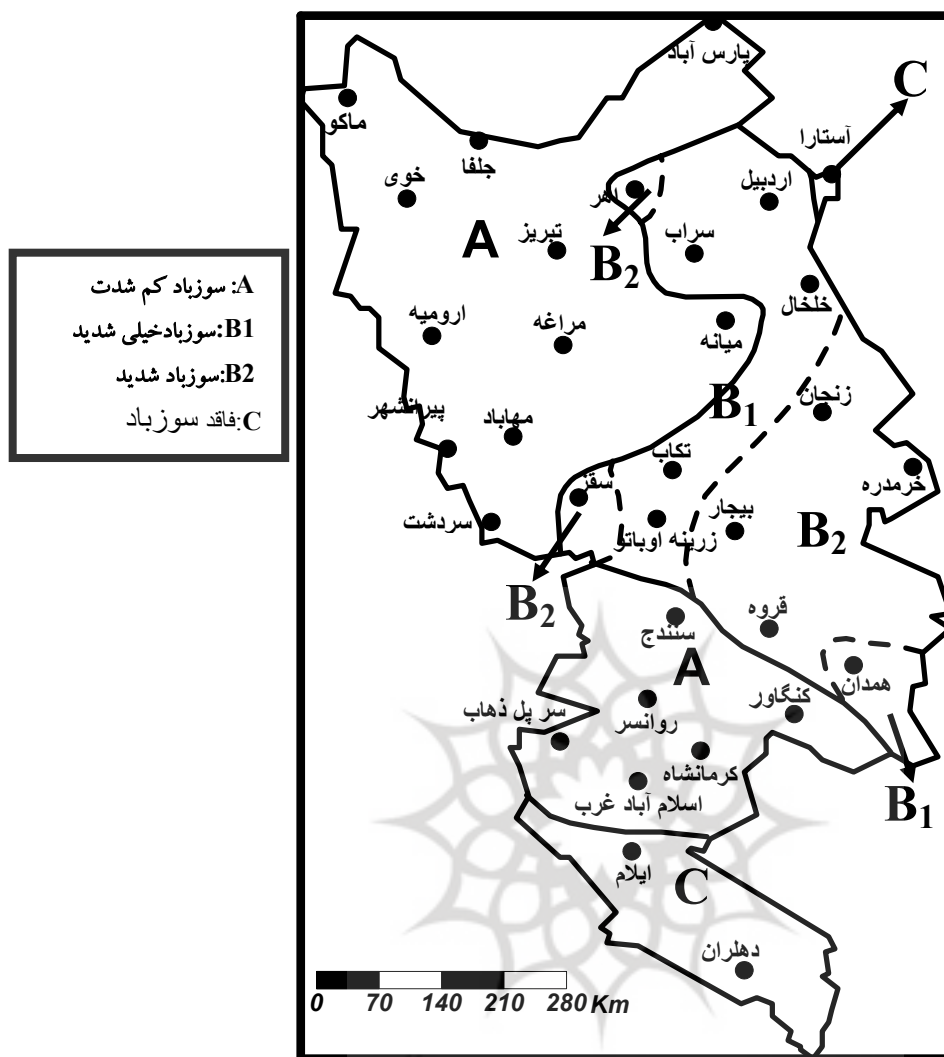 A: سوزباد کم شدت
B1:سوزبادخیلی شدید
B2:سوزباد شدید
C:فاقد سوزباد
پارس آباد
C
ماکو
آستارا
جلفا
خوی
اهر
اردبیل
A
تبریز
سراب
B2
خلخال
ارومیه
مراغه
میانه
پیرانشهر
مهاباد
B1
زنجان
تکاب
خرمدره
سقز
سردشت
زرینه اوباتو
بیجار
B2
B2
قروه
سنندج
A
همدان
کنگاور
سر پل ذهاب
روانسر
کرمانشاه
اسلام آباد غرب
B1
ایلام
C
دهلران
0 70 140 210 280 Km